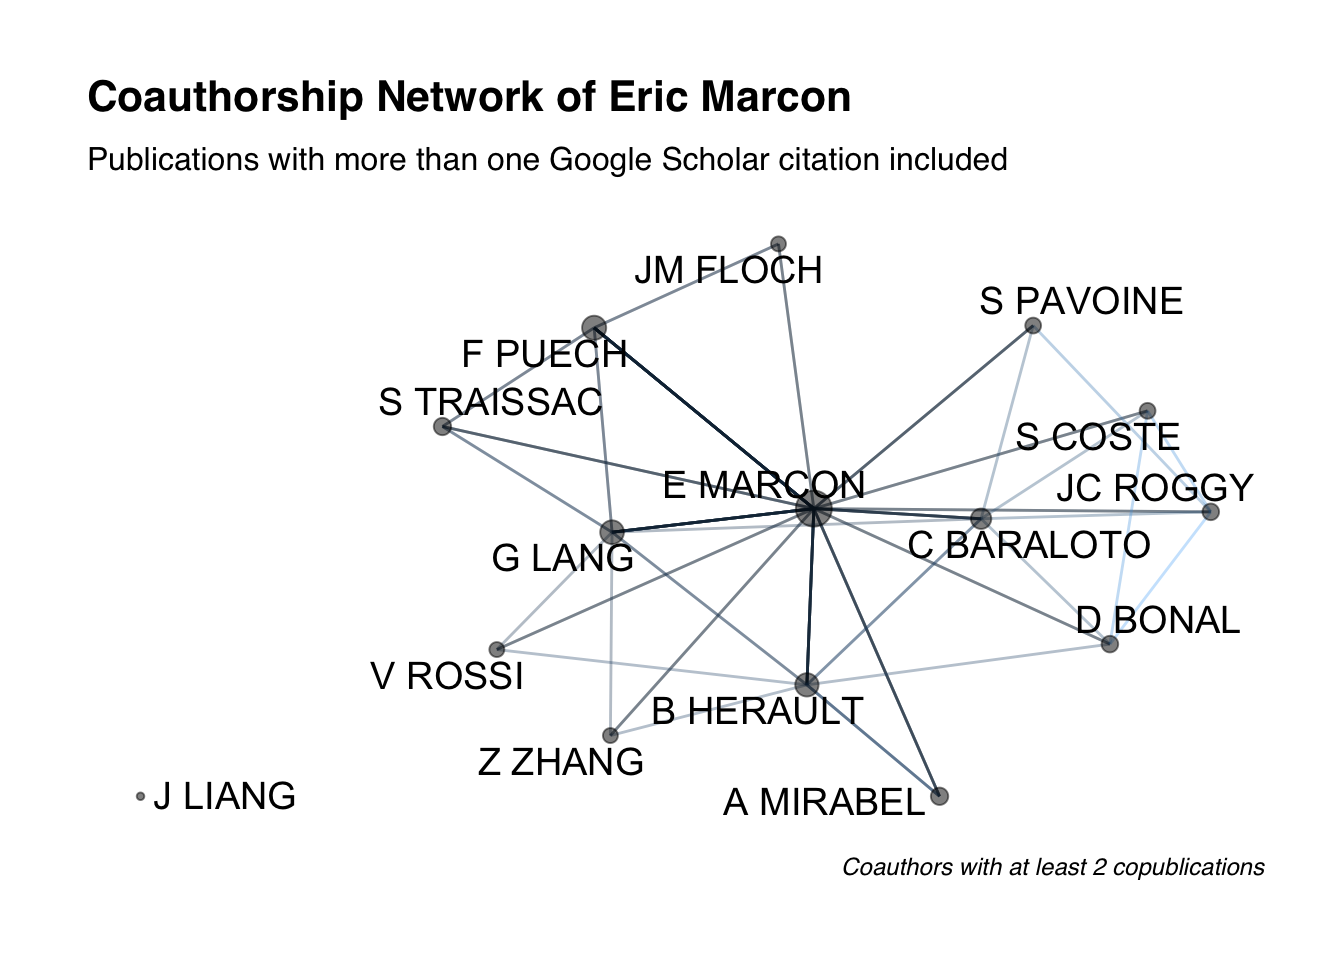 Coauthorship Network of Eric Marcon
Publications with more than one Google Scholar citation included
JM FLOCH
S PAVOINE
F PUECH
S TRAISSAC
S COSTE
E MARCON
JC ROGGY
C BARALOTO
G LANG
D BONAL
V ROSSI
B HERAULT
Z ZHANG
J LIANG
A MIRABEL
Coauthors with at least 2 copublications